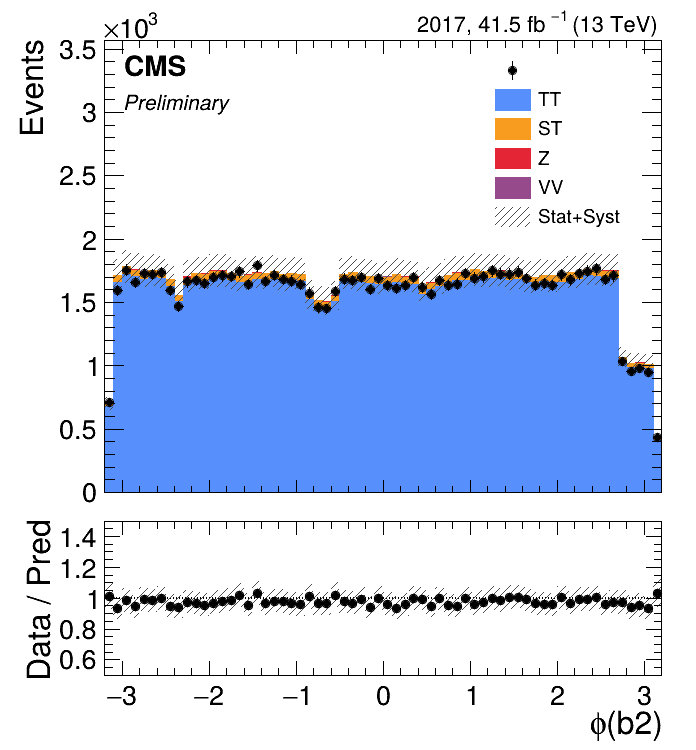 ×10³
2017, 41.5 fb⁻¹ (13 TeV)
CMS
Preliminary
Events
3.5
3
2.5
2
1.5
1
0.5
0
TT
ST
Z
VV
Stat+Syst
Data / Pred
1.4
1.2
1
0.8
0.6
−3 −2 −1 0 1 2 3
ϕ(b2)